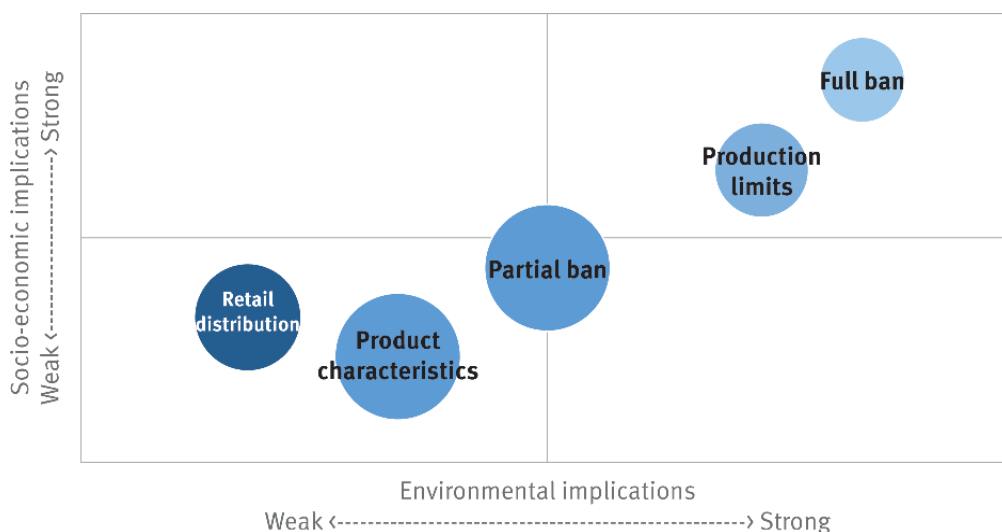 Socio-economic implications
Weak <----------> Strong
Full ban
Production
limits
Partial ban
Retail
distribution
Product
characteristics
Environmental implications
Weak <----------------------------------------> Strong